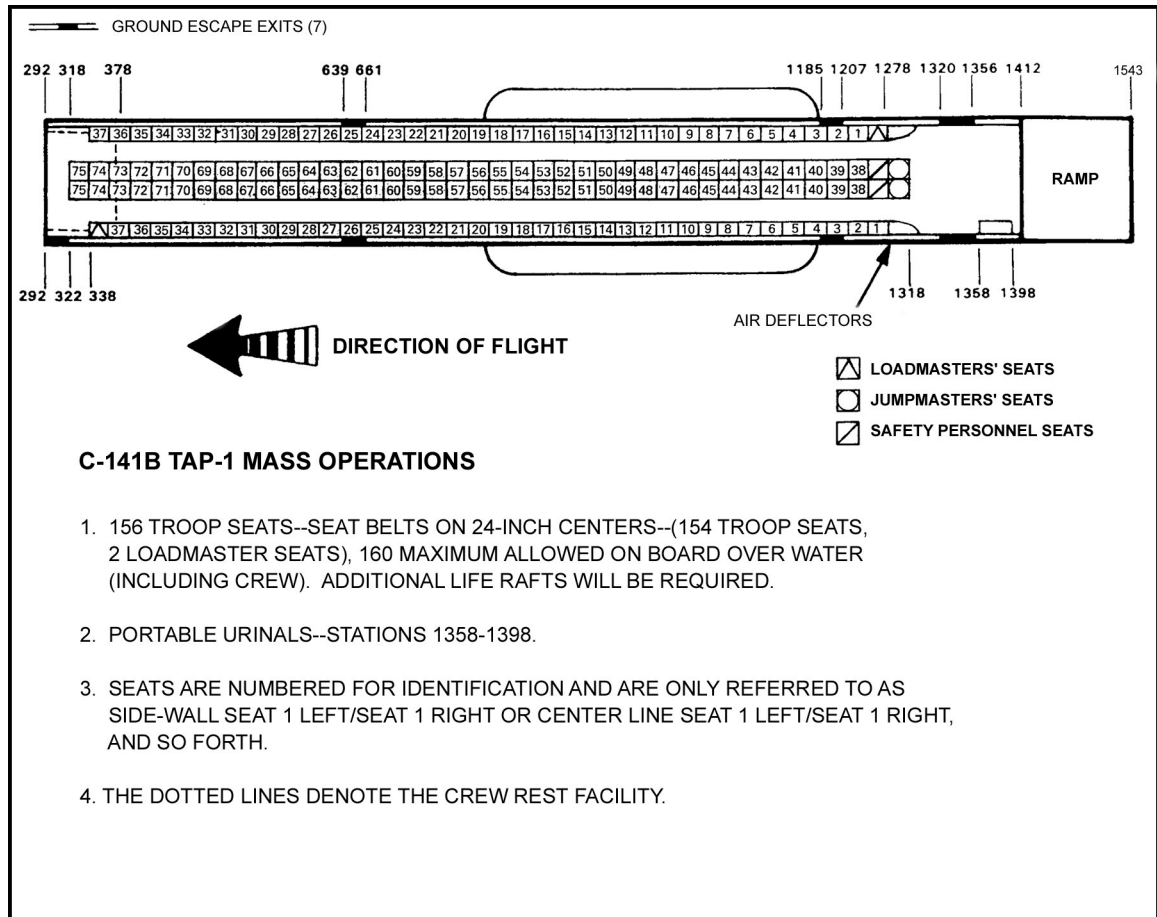 GROUND ESCAPE EXITS (7)
292 318 378 639 661 1185 1207 1278 1320 1356 1412 1543
37 36 35 34 33 32 31 30 29 28 27 26 25 24 23 22 21 20 19 18 17 16 15 14 13 12 11 10 9 8 7 6 5 4 3 2 1
75 74 73 72 71 70 69 68 67 66 65 64 63 62 61 60 59 58 57 56 55 54 53 52 51 50 49 48 47 46 45 44 43 42 41 40 39 38
RAMP
75 74 73 72 71 70 69 68 67 66 65 64 63 62 61 60 59 58 57 56 55 54 53 52 51 50 49 48 47 46 45 44 43 42 41 40 39 38
37 36 35 34 33 32 31 30 29 28 27 26 25 24 23 22 21 20 19 18 17 16 15 14 13 12 11 10 9 8 7 6 5 4 3 2 1
292 322 338 1318 1358 1398
AIR DEFLECTORS
DIRECTION OF FLIGHT
LOADMASTERS' SEATS
JUMPMASTERS' SEATS
SAFETY PERSONNEL SEATS
C-141B TAP-1 MASS OPERATIONS
1. 156 TROOP SEATS--SEAT BELTS ON 24-INCH CENTERS--(154 TROOP SEATS,
2 LOADMASTER SEATS), 160 MAXIMUM ALLOWED ON BOARD OVER WATER
(INCLUDING CREW). ADDITIONAL LIFE RAFTS WILL BE REQUIRED.
2. PORTABLE URINALS--STATIONS 1358-1398.
3. SEATS ARE NUMBERED FOR IDENTIFICATION AND ARE ONLY REFERRED TO AS
SIDE-WALL SEAT 1 LEFT/SEAT 1 RIGHT OR CENTER LINE SEAT 1 LEFT/SEAT 1 RIGHT,
AND SO FORTH.
4. THE DOTTED LINES DENOTE THE CREW REST FACILITY.